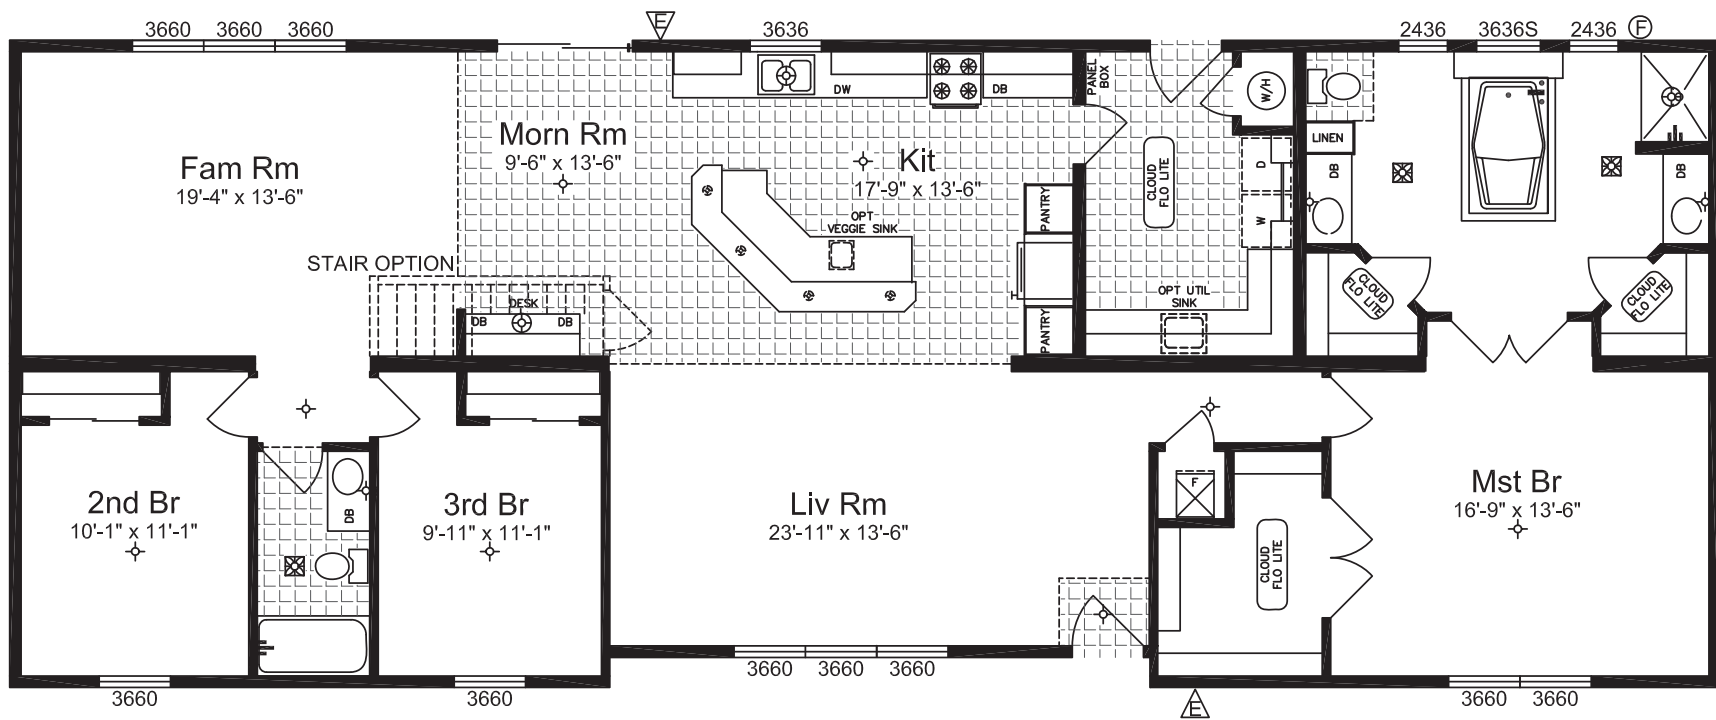 3660 3660 3660
E
3636
2436 3636S 2436 F
PANEL
BOX
W/H
DW
DB
Morn Rm
9'-6" x 13'-6"
Fam Rm
19'-4" x 13'-6"
Kit
17'-9" x 13'-6"
OPT
VEGGIE SINK
PANTRY
PANTRY
CLOUD
FLO LITE
D
W
LINEN
DB
DB
STAIR OPTION
DESK
DB DB
OPT UTIL
SINK
CLOUD
FLO LITE
CLOUD
FLO LITE
2nd Br
10'-1" x 11'-1"
DB
3rd Br
9'-11" x 11'-1"
Liv Rm
23'-11" x 13'-6"
F
CLOUD
FLO LITE
Mst Br
16'-9" x 13'-6"
3660
3660
3660 3660 3660
E
3660 3660